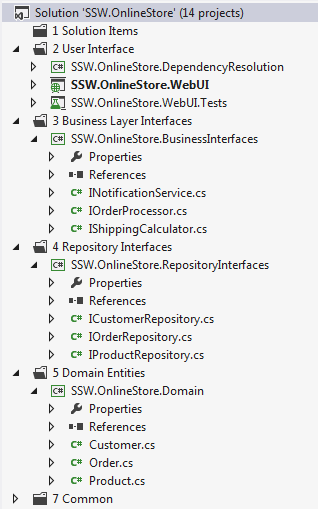 Solution 'SSW.OnlineStore' (14 projects)
1 Solution Items
2 User Interface
C# SSW.OnlineStore.DependencyResolution
SSW.OnlineStore.WebUI
SSW.OnlineStore.WebUI.Tests
3 Business Layer Interfaces
C# SSW.OnlineStore.BusinessInterfaces
Properties
References
C# INotificationService.cs
C# IOrderProcessor.cs
C# IShippingCalculator.cs
4 Repository Interfaces
C# SSW.OnlineStore.RepositoryInterfaces
Properties
References
C# ICustomerRepository.cs
C# IOrderRepository.cs
C# IProductRepository.cs
5 Domain Entities
C# SSW.OnlineStore.Domain
Properties
References
C# Customer.cs
C# Order.cs
C# Product.cs
7 Common